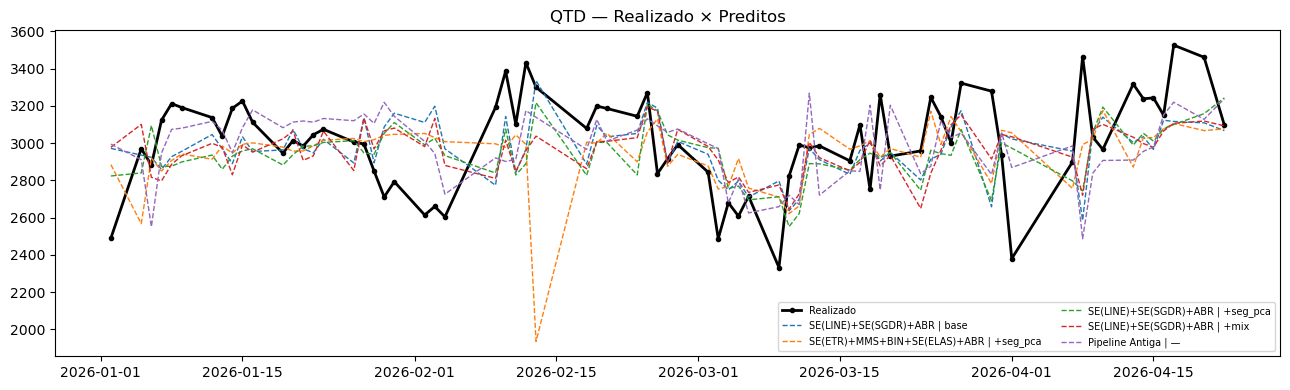 QTD — Realizado × Preditos
3600
3400
3200
3000
2800
2600
2400
2200
2000
2026-01-01
2026-01-15
2026-02-01
2026-02-15
2026-03-01
2026-03-15
2026-04-01
2026-04-15
Realizado
SE(LINE)+SE(SGDR)+ABR | base
SE(ETR)+MMS+BIN+SE(ELAS)+ABR | +seg_pca
SE(LINE)+SE(SGDR)+ABR | +seg_pca
SE(LINE)+SE(SGDR)+ABR | +mix
Pipeline Antiga | —